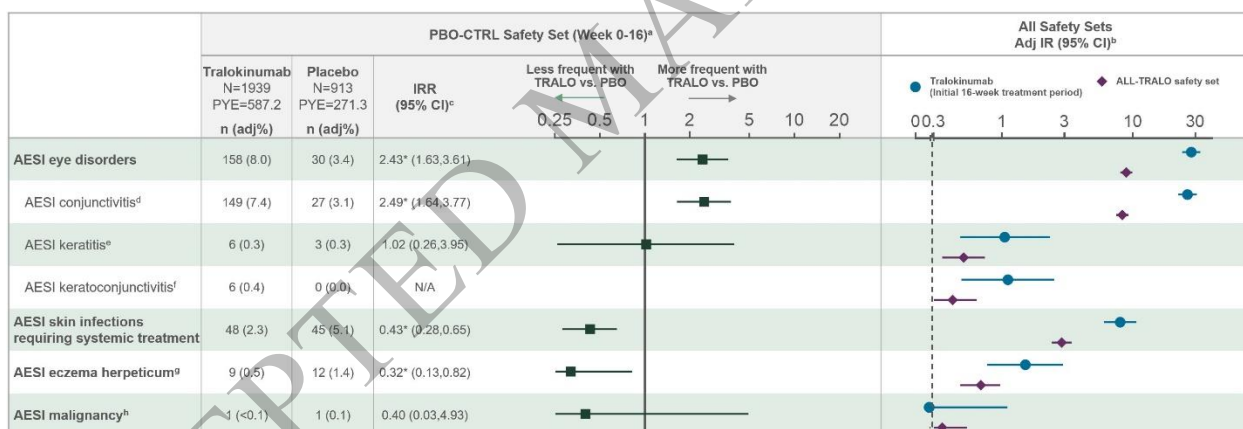 PBO-CTRL Safety Set (Week 0-16)ᵃ
All Safety Sets
Adj IR (95% CI)ᵇ
Tralokinumab
N=1939
PYE=587.2
n (adj%)
Placebo
N=913
PYE=271.3
n (adj%)
IRR
(95% CI)ᶜ
Less frequent with
TRALO vs. PBO
More frequent with
TRALO vs. PBO
Tralokinumab
(Initial 16-week treatment period)
ALL-TRALO safety set
0.25 0.5 1 2 5 10 20
0 0.3 1 3 10 30
AESI eye disorders 158 (8.0) 30 (3.4) 2.43* (1.63,3.61)
AESI conjunctivitisᵈ 149 (7.4) 27 (3.1) 2.49* (1.64,3.77)
AESI keratitisᵉ 6 (0.3) 3 (0.3) 1.02 (0.26,3.95)
AESI keratoconjunctivitisᶠ 6 (0.4) 0 (0.0) N/A
AESI skin infections
requiring systemic treatment 48 (2.3) 45 (5.1) 0.43* (0.28,0.65)
AESI eczema herpeticumᵍ 9 (0.5) 12 (1.4) 0.32* (0.13,0.82)
AESI malignancyʰ 1 (<0.1) 1 (0.1) 0.40 (0.03,4.93)